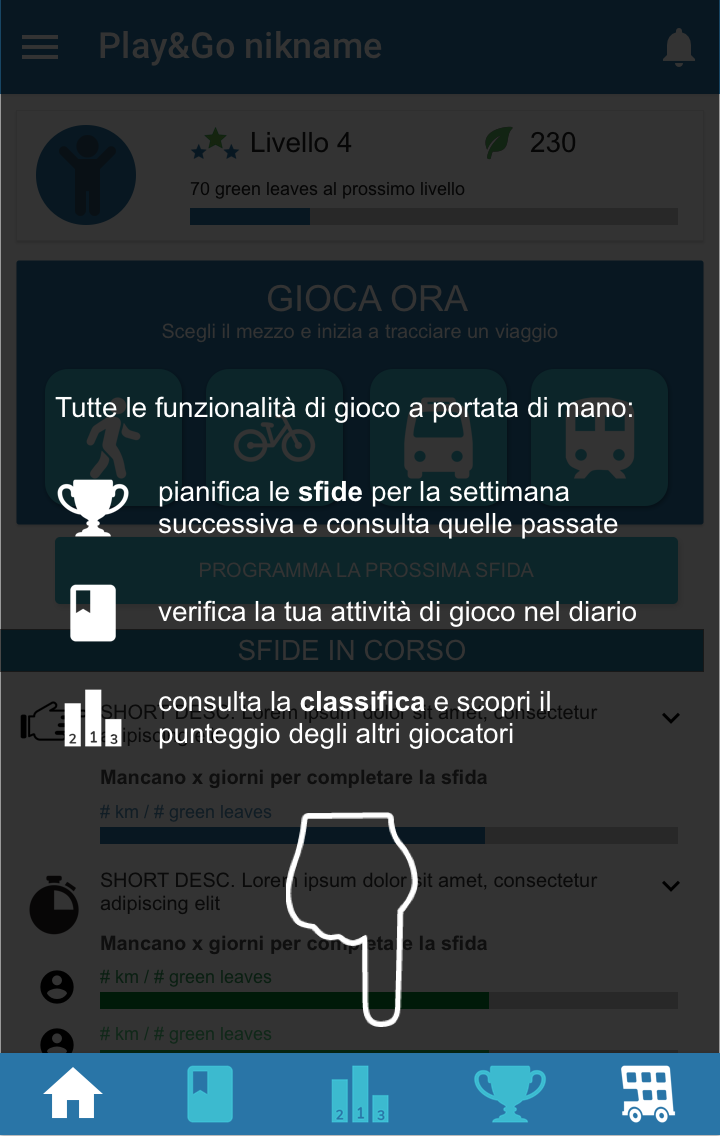 Play&Go nikname
Livello 4
230
70 green leaves al prossimo livello
GIOCA ORA
Scegli il mezzo e inizia a tracciare un viaggio
Tutte le funzionalità di gioco a portata di mano:
pianifica le sfide per la settimana
successiva e consulta quelle passate
PROGRAMMA LA PROSSIMA SFIDA
verifica la tua attività di gioco nel diario
SFIDE IN CORSO
consulta la classifica e scopri il
punteggio degli altri giocatori
2 1 3
SHORT DESC. Lorem ipsum dolor sit amet, consectetur
adipiscing elit
Mancano x giorni per completare la sfida
# km / # green leaves
SHORT DESC. Lorem ipsum dolor sit amet, consectetur
adipiscing elit
Mancano x giorni per completare la sfida
# km / # green leaves
# km / # green leaves
2 1 3